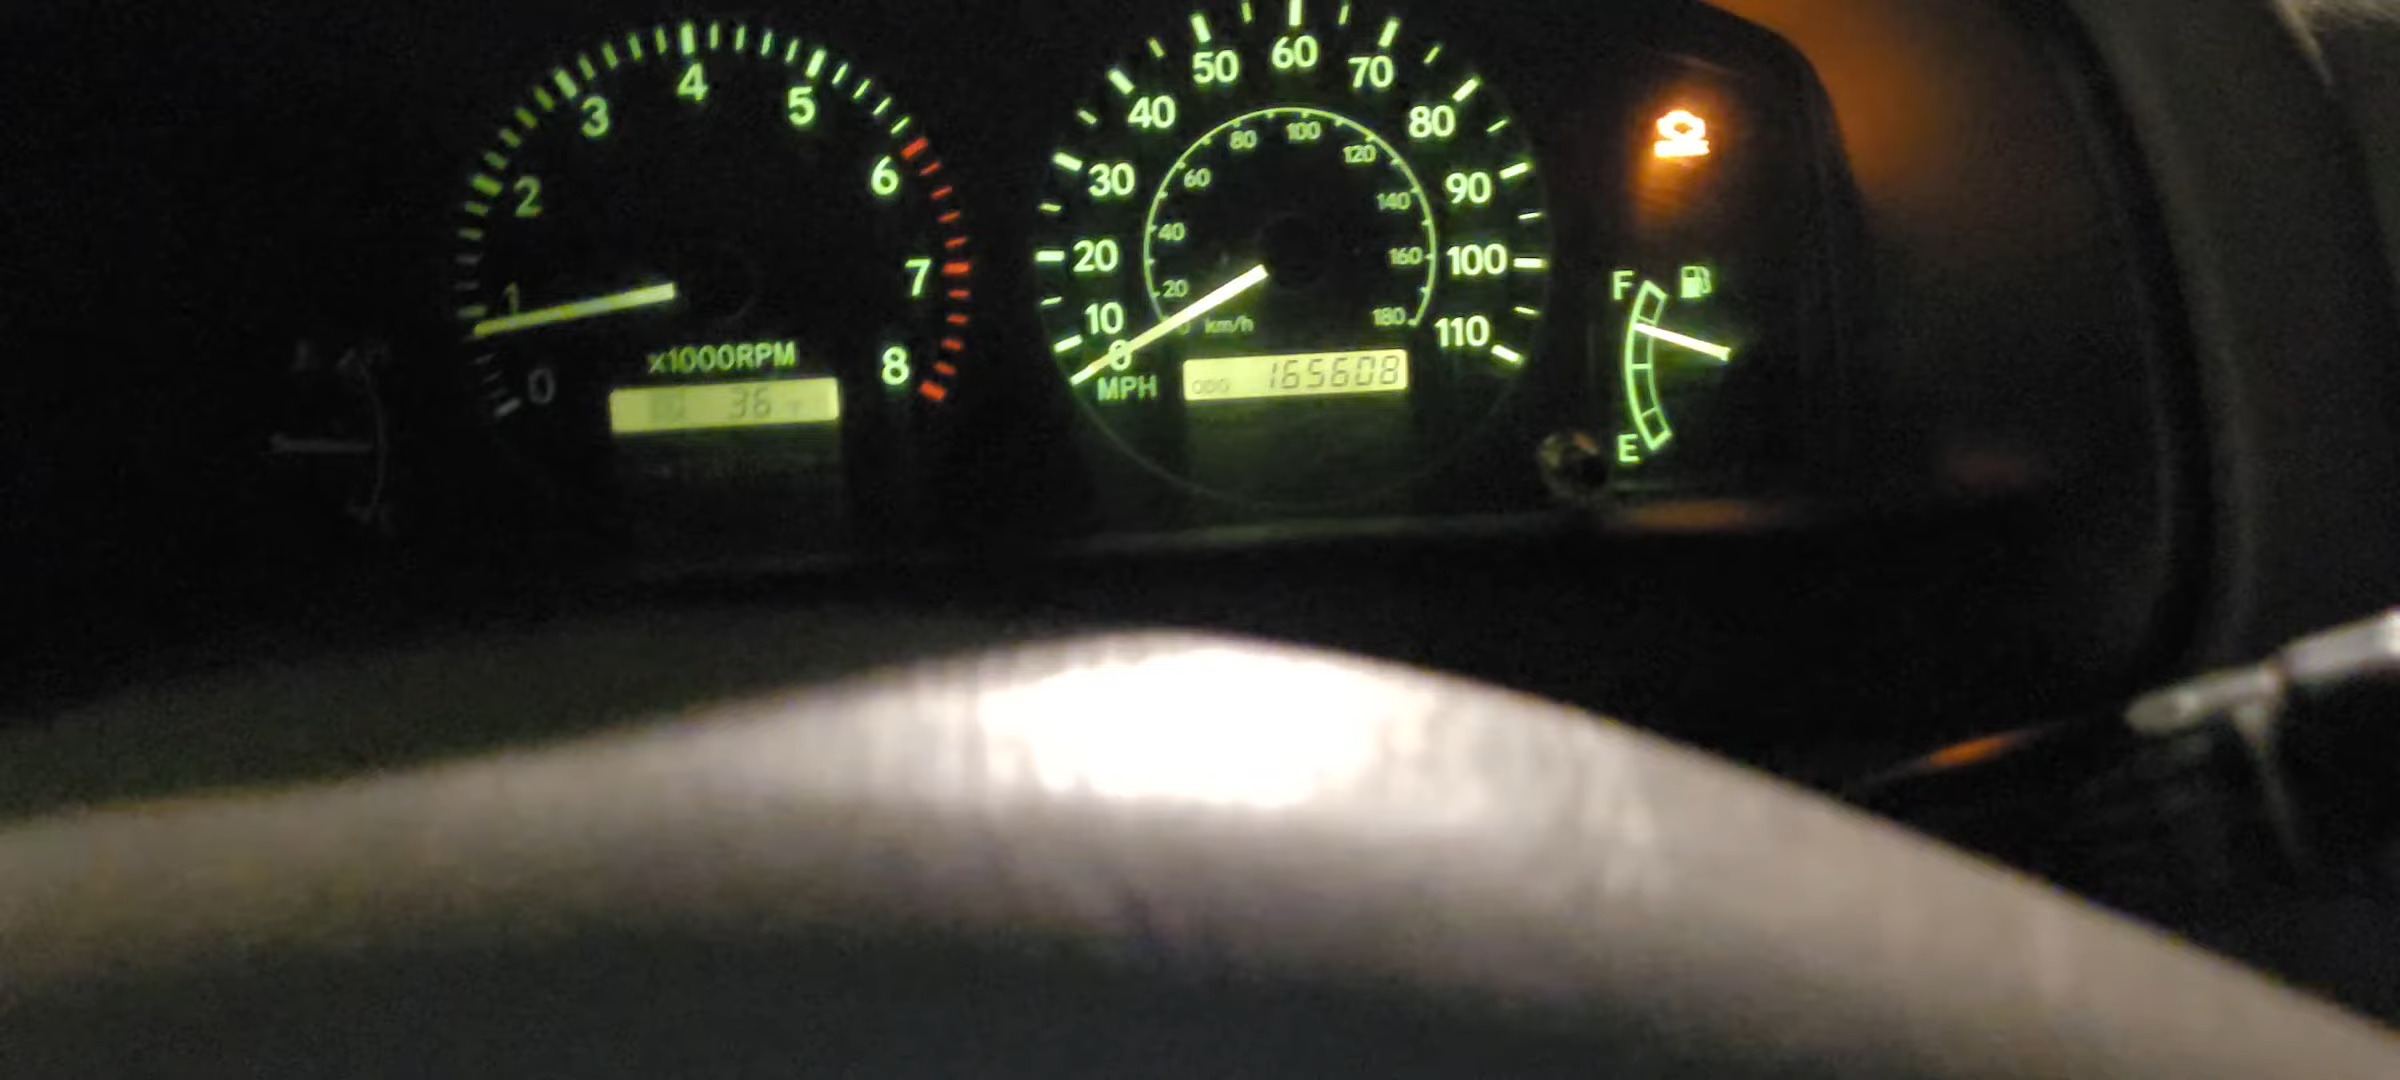 0 1 2 3 4 5 6 7 8
x1000RPM
36 °F
0 10 20 30 40 50 60 70 80 90 100 110
MPH
0 20 40 60 80 100 120 140 160 180
km/h
ODO 165608
F
E